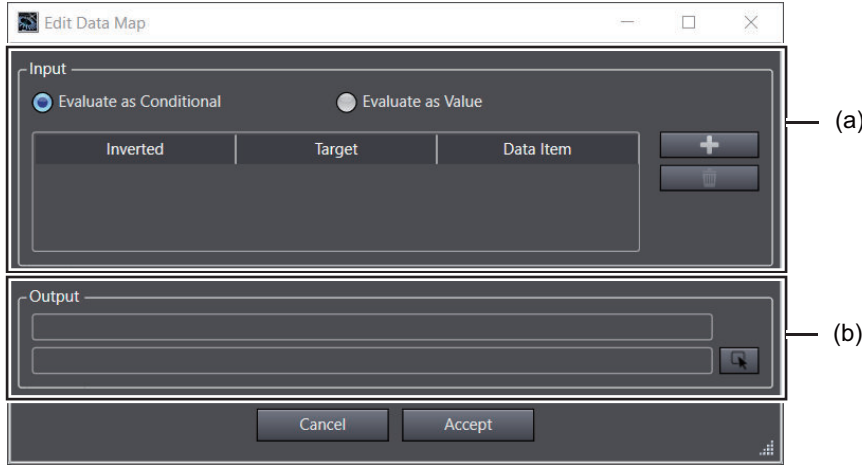 Edit Data Map
Input
Evaluate as Conditional Evaluate as Value
Inverted Target Data Item
(a)
Output
(b)
Cancel Accept